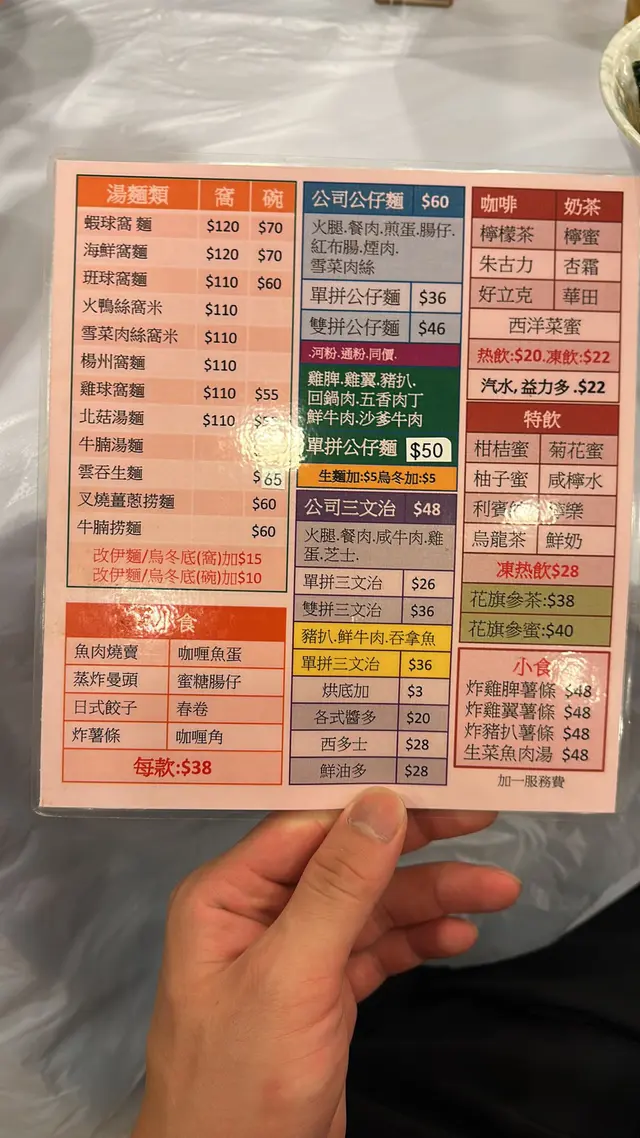 湯麵類 窩 碗
蝦球窩麵 $120 $70
海鮮窩麵 $120 $70
班球窩麵 $110 $60
火鴨絲窩米 $110
雪菜肉絲窩米 $110
楊州窩麵 $110
雞球窩麵 $110 $55
北菇湯麵 $110
牛腩湯麵
雲吞生麵 $65
叉燒薑蔥撈麵 $60
牛腩撈麵 $60
改伊麵/烏冬底(窩)加$15
改伊麵/烏冬底(碗)加$10
食
魚肉燒賣 咖喱魚蛋
蒸炸曼頭 蜜糖腸仔
日式餃子 春卷
炸薯條 咖喱角
每款:$38
公司公仔麵 $60
火腿.餐肉.煎蛋.腸仔.
紅布腸.煙肉.
雪菜肉絲
單拼公仔麵 $36
雙拼公仔麵 $46
.河粉.通粉.同價.
雞脾.雞翼.豬扒.
回鍋肉.五香肉丁
鮮牛肉.沙爹牛肉
單拼公仔麵 $50
生麵加:$5烏冬加:$5
公司三文治 $48
火腿.餐肉.咸牛肉.雞
蛋.芝士.
單拼三文治 $26
雙拼三文治 $36
豬扒.鮮牛肉.吞拿魚
單拼三文治 $36
烘底加 $3
各式醬多 $20
西多士 $28
鮮油多 $28
咖啡 奶茶
檸檬茶 檸蜜
朱古力 杏霜
好立克 華田
西洋菜蜜
热飲:$20.凍飲:$22
汽水,益力多.$22
特飲
柑桔蜜 菊花蜜
柚子蜜 咸檸水
利賓 樂
烏龍茶 鮮奶
凍热飲$28
花旗參茶:$38
花旗參蜜:$40
小食
炸雞脾薯條 $48
炸雞翼薯條 $48
炸豬扒薯條 $48
生菜魚肉湯 $48
加一服務費